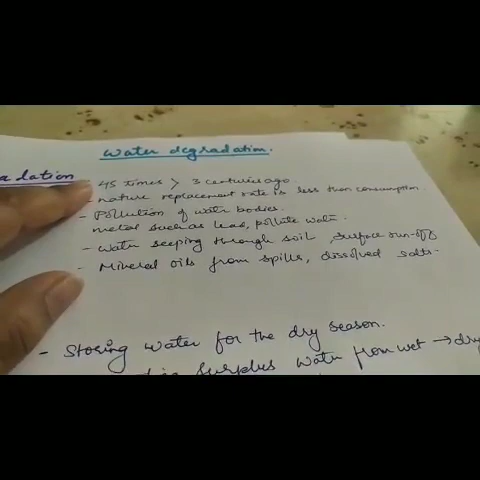 Water degradation.
adation
- 45 times > 3 centuries ago.
- nature replacement rate is less than consumption.
- Pollution of water bodies.
metal such as lead, pollute water.
- Water seeping through soil, surface run-off
- Mineral oils from spills, dissolved salts.
- Storing water for the dry season.
surplus water from wet → dry